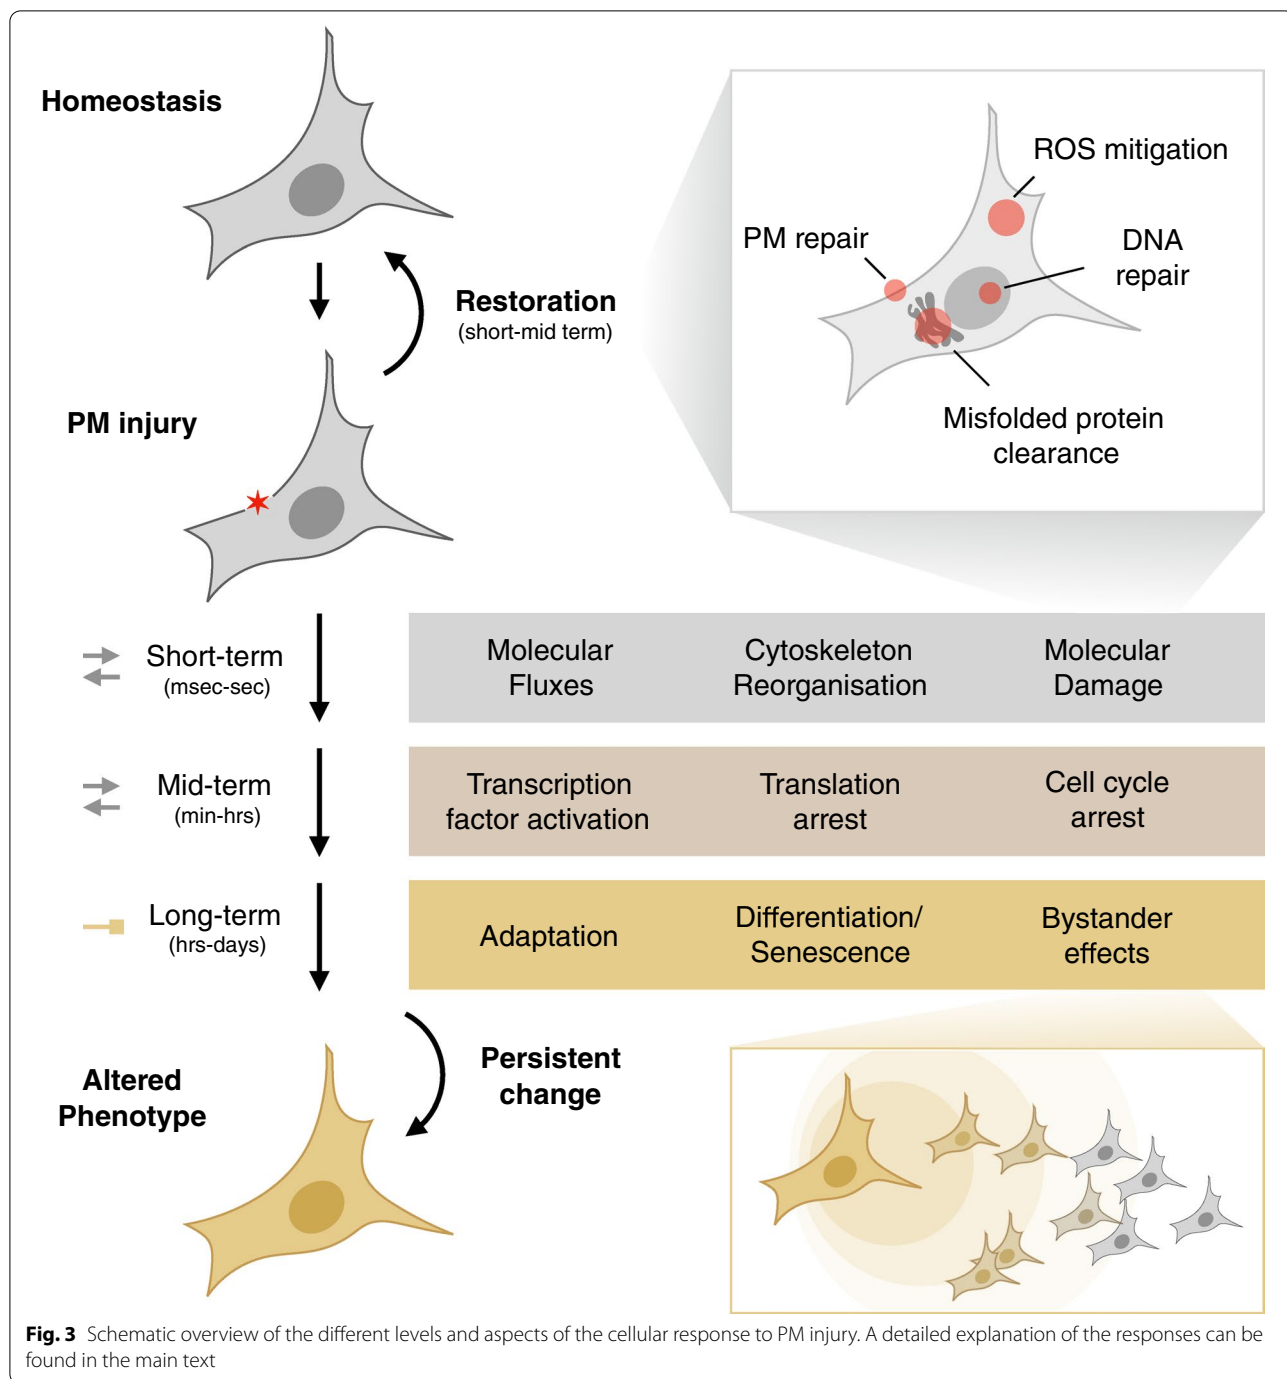 Homeostasis
Restoration
(short-mid term)
PM injury
ROS mitigation
PM repair
DNA
repair
Misfolded protein
clearance
Short-term
(msec-sec)
Molecular
Fluxes
Cytoskeleton
Reorganisation
Molecular
Damage
Mid-term
(min-hrs)
Transcription
factor activation
Translation
arrest
Cell cycle
arrest
Long-term
(hrs-days)
Adaptation
Differentiation/
Senescence
Bystander
effects
Persistent
change
Altered
Phenotype
Fig. 3 Schematic overview of the different levels and aspects of the cellular response to PM injury. A detailed explanation of the responses can be
found in the main text